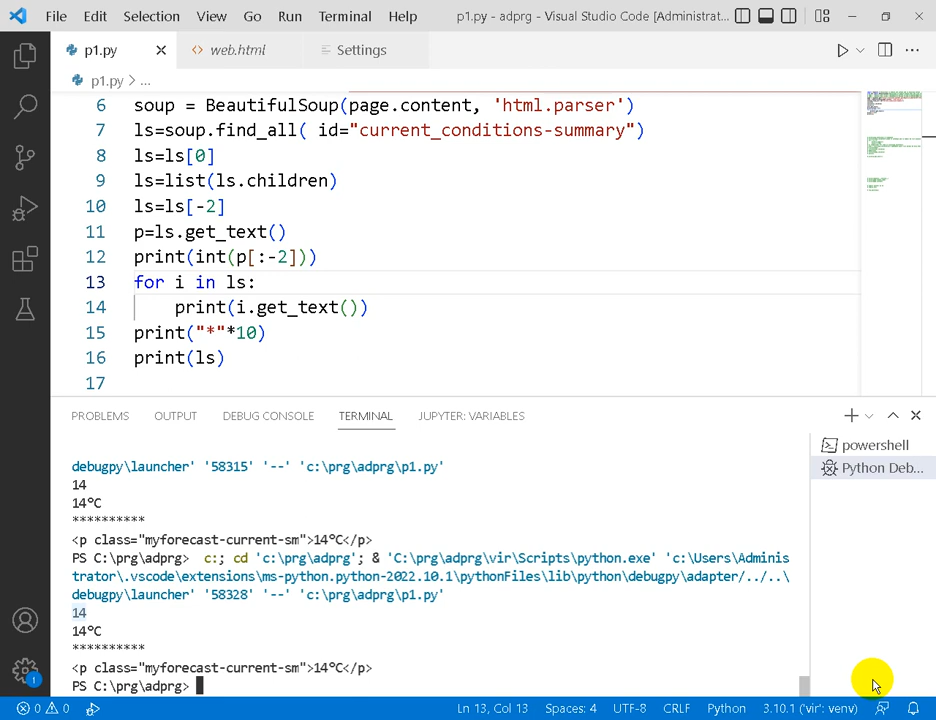 File Edit Selection View Go Run Terminal Help p1.py - adprg - Visual Studio Code [Administrat...
p1.py web.html Settings
p1.py > ...
6 soup = BeautifulSoup(page.content, 'html.parser')
7 ls=soup.find_all( id="current_conditions-summary")
8 ls=ls[0]
9 ls=list(ls.children)
10 ls=ls[-2]
11 p=ls.get_text()
12 print(int(p[:-2]))
13 for i in ls:
14 print(i.get_text())
15 print("*"*10)
16 print(ls)
17
PROBLEMS OUTPUT DEBUG CONSOLE TERMINAL JUPYTER: VARIABLES
powershell
Python Deb...
debugpy\launcher' '58315' '--' 'c:\prg\adprg\p1.py'
14
14°C
**********
<p class="myforecast-current-sm">14°C</p>
PS C:\prg\adprg> c:; cd 'c:\prg\adprg'; & 'C:\prg\adprg\vir\Scripts\python.exe' 'c:\Users\Adminis
trator\.vscode\extensions\ms-python.python-2022.10.1\pythonFiles\lib\python\debugpy\adapter/../..\
debugpy\launcher' '58328' '--' 'c:\prg\adprg\p1.py'
14
14°C
**********
<p class="myforecast-current-sm">14°C</p>
PS C:\prg\adprg>
1
0 0 Ln 13, Col 13 Spaces: 4 UTF-8 CRLF Python 3.10.1 ('vir': venv)